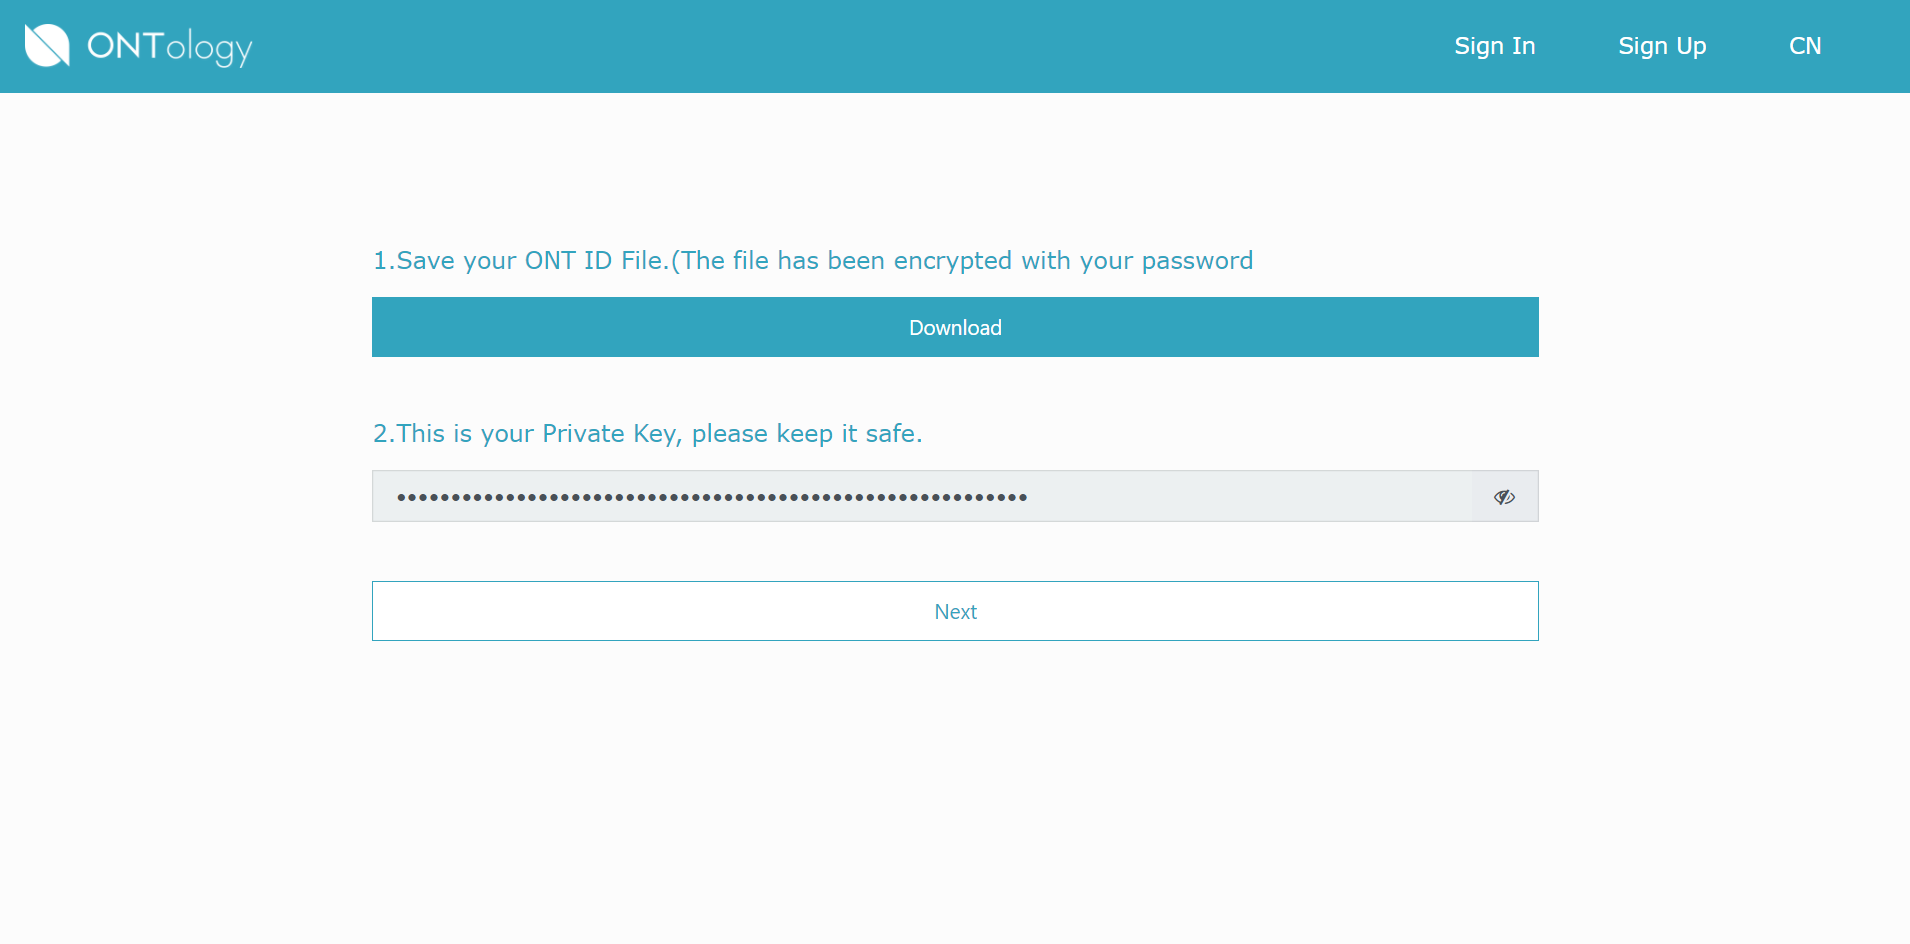 ONTology
Sign In
Sign Up
CN
1.Save your ONT ID File.(The file has been encrypted with your password
Download
2.This is your Private Key, please keep it safe.
Next